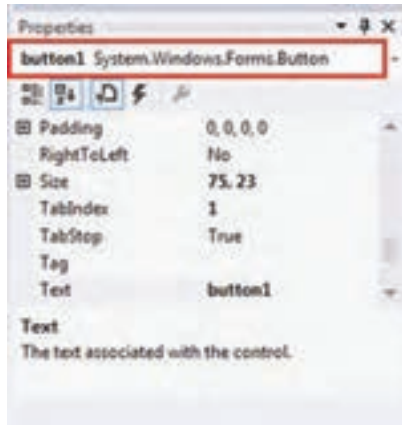 Properties
button1 System.Windows.Forms.Button
Padding 0, 0, 0, 0
RightToLeft No
Size 75, 23
TabIndex 1
TabStop True
Tag
Text button1
Text
The text associated with the control.